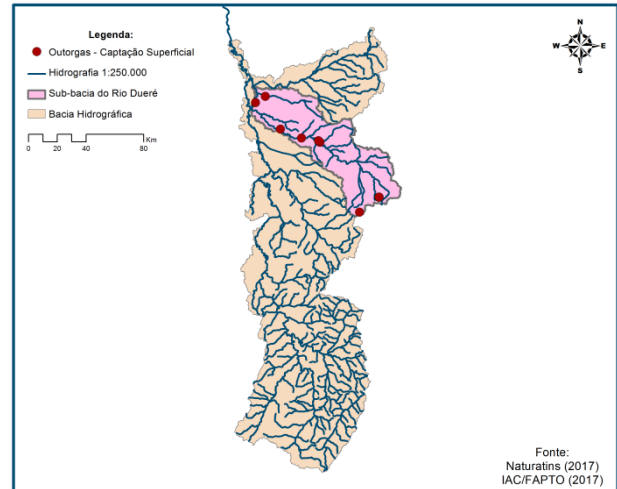 Legenda:
Outorgas - Captação Superficial
Hidrografia 1:250.000
Sub-bacia do Rio Dueré
Bacia Hidrográfica
Km
0 20 40 80
N
W E
S
Fonte:
Naturatins (2017)
IAC/FAPTO (2017)